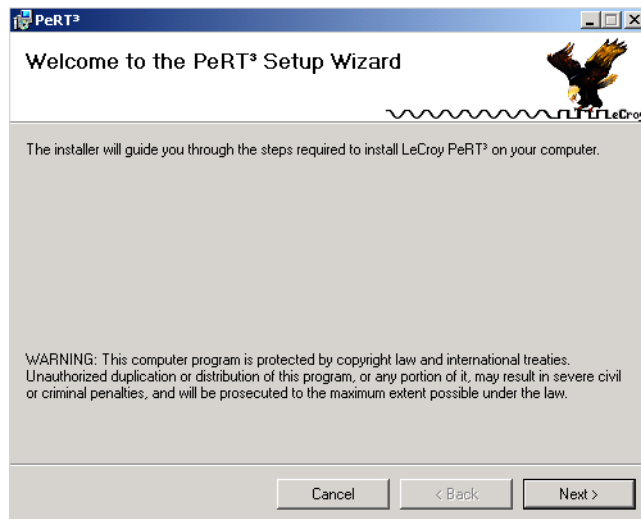 PeRT³
Welcome to the PeRT³ Setup Wizard
LeCroy
The installer will guide you through the steps required to install LeCroy PeRT³ on your computer.
WARNING: This computer program is protected by copyright law and international treaties.
Unauthorized duplication or distribution of this program, or any portion of it, may result in severe civil
or criminal penalties, and will be prosecuted to the maximum extent possible under the law.
Cancel
< Back
Next >